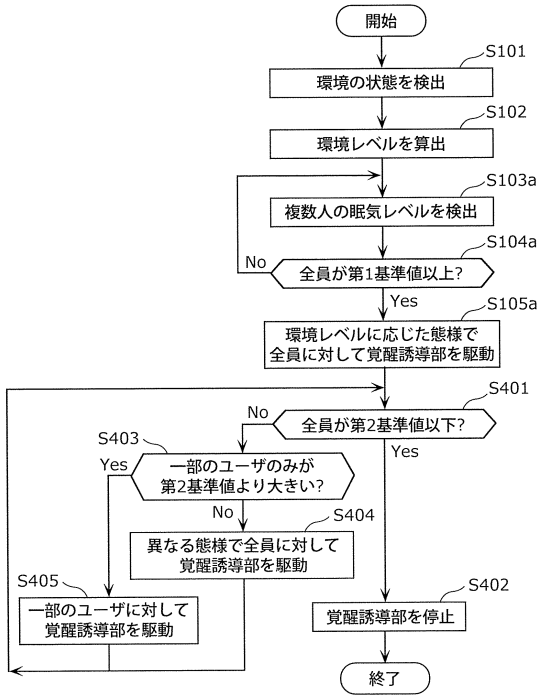 開始
S101
環境の状態を検出
S102
環境レベルを算出
S103a
複数人の眠気レベルを検出
S104a
No
全員が第1基準値以上?
Yes
S105a
環境レベルに応じた態様で
全員に対して覚醒誘導部を駆動
S401
No
全員が第2基準値以下?
S403
Yes
Yes
一部のユーザのみが
第2基準値より大きい?
No
S404
異なる態様で全員に対して
覚醒誘導部を駆動
S405
一部のユーザに対して
覚醒誘導部を駆動
S402
覚醒誘導部を停止
終了